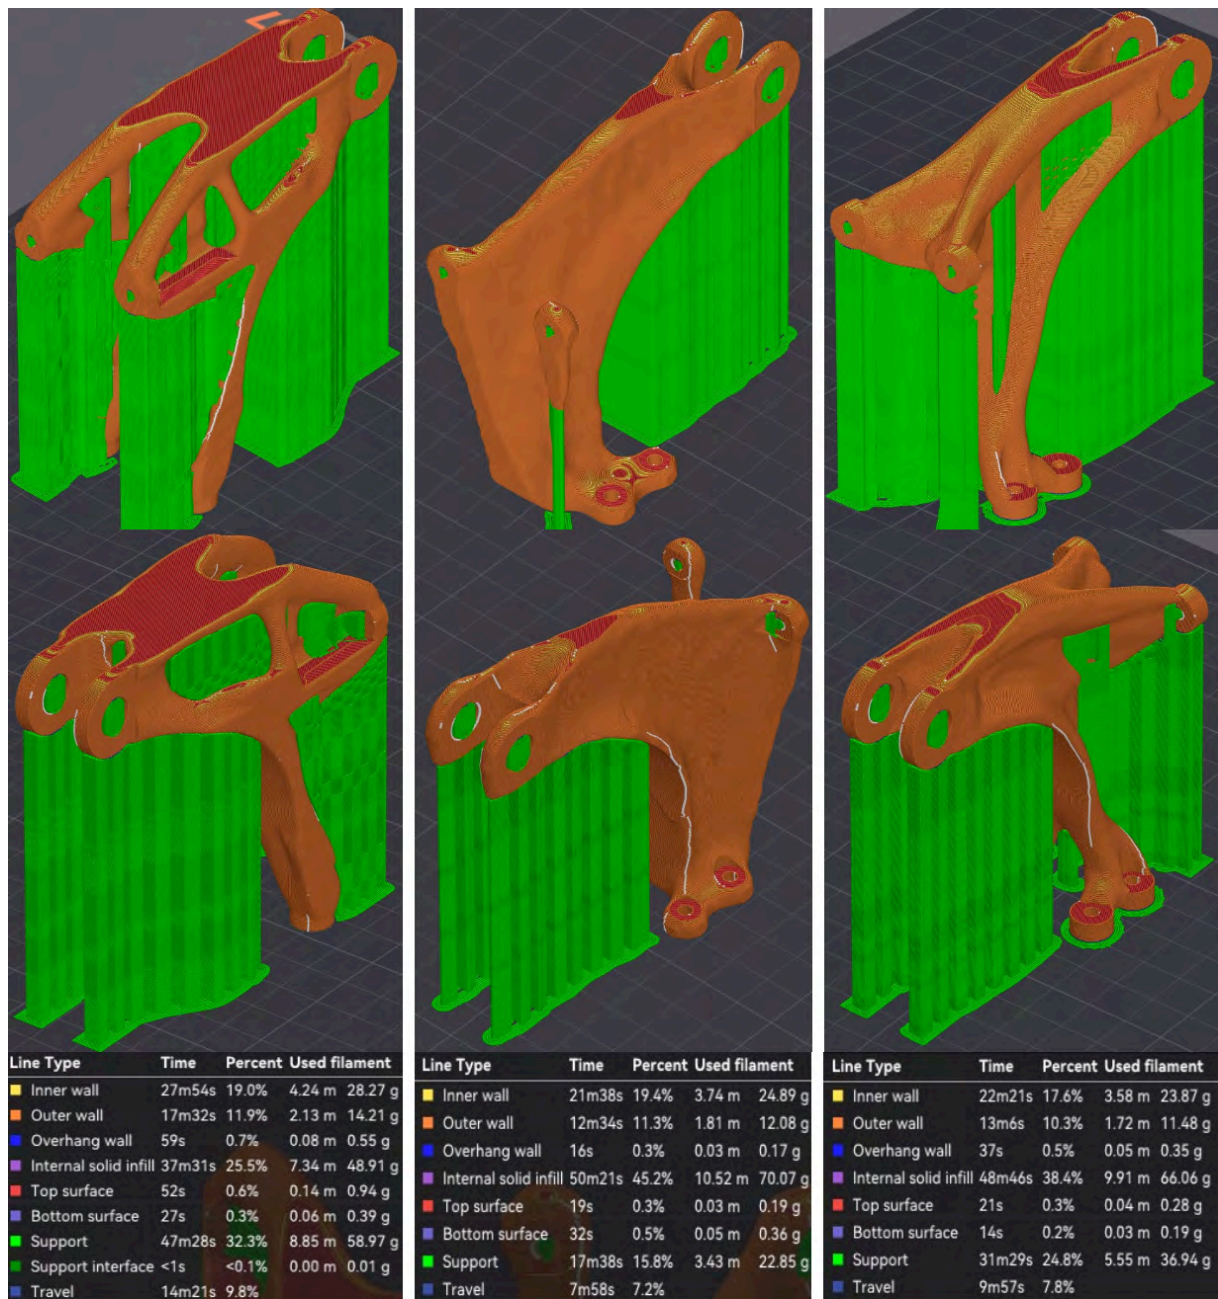 Line Type Time Percent Used filament
Inner wall 27m54s 19.0% 4.24 m 28.27 g
Outer wall 17m32s 11.9% 2.13 m 14.21 g
Overhang wall 59s 0.7% 0.08 m 0.55 g
Internal solid infill 37m31s 25.5% 7.34 m 48.91 g
Top surface 52s 0.6% 0.14 m 0.94 g
Bottom surface 27s 0.3% 0.06 m 0.39 g
Support 47m28s 32.3% 8.85 m 58.97 g
Support interface <1s <0.1% 0.00 m 0.01 g
Travel 14m21s 9.8%
Line Type Time Percent Used filament
Inner wall 21m38s 19.4% 3.74 m 24.89 g
Outer wall 12m34s 11.3% 1.81 m 12.08 g
Overhang wall 16s 0.3% 0.03 m 0.17 g
Internal solid infill 50m21s 45.2% 10.52 m 70.07 g
Top surface 19s 0.3% 0.03 m 0.19 g
Bottom surface 32s 0.5% 0.05 m 0.36 g
Support 17m38s 15.8% 3.43 m 22.85 g
Travel 7m58s 7.2%
Line Type Time Percent Used filament
Inner wall 22m21s 17.6% 3.58 m 23.87 g
Outer wall 13m6s 10.3% 1.72 m 11.48 g
Overhang wall 37s 0.5% 0.05 m 0.35 g
Internal solid infill 48m46s 38.4% 9.91 m 66.06 g
Top surface 21s 0.3% 0.04 m 0.28 g
Bottom surface 14s 0.2% 0.03 m 0.19 g
Support 31m29s 24.8% 5.55 m 36.94 g
Travel 9m57s 7.8%